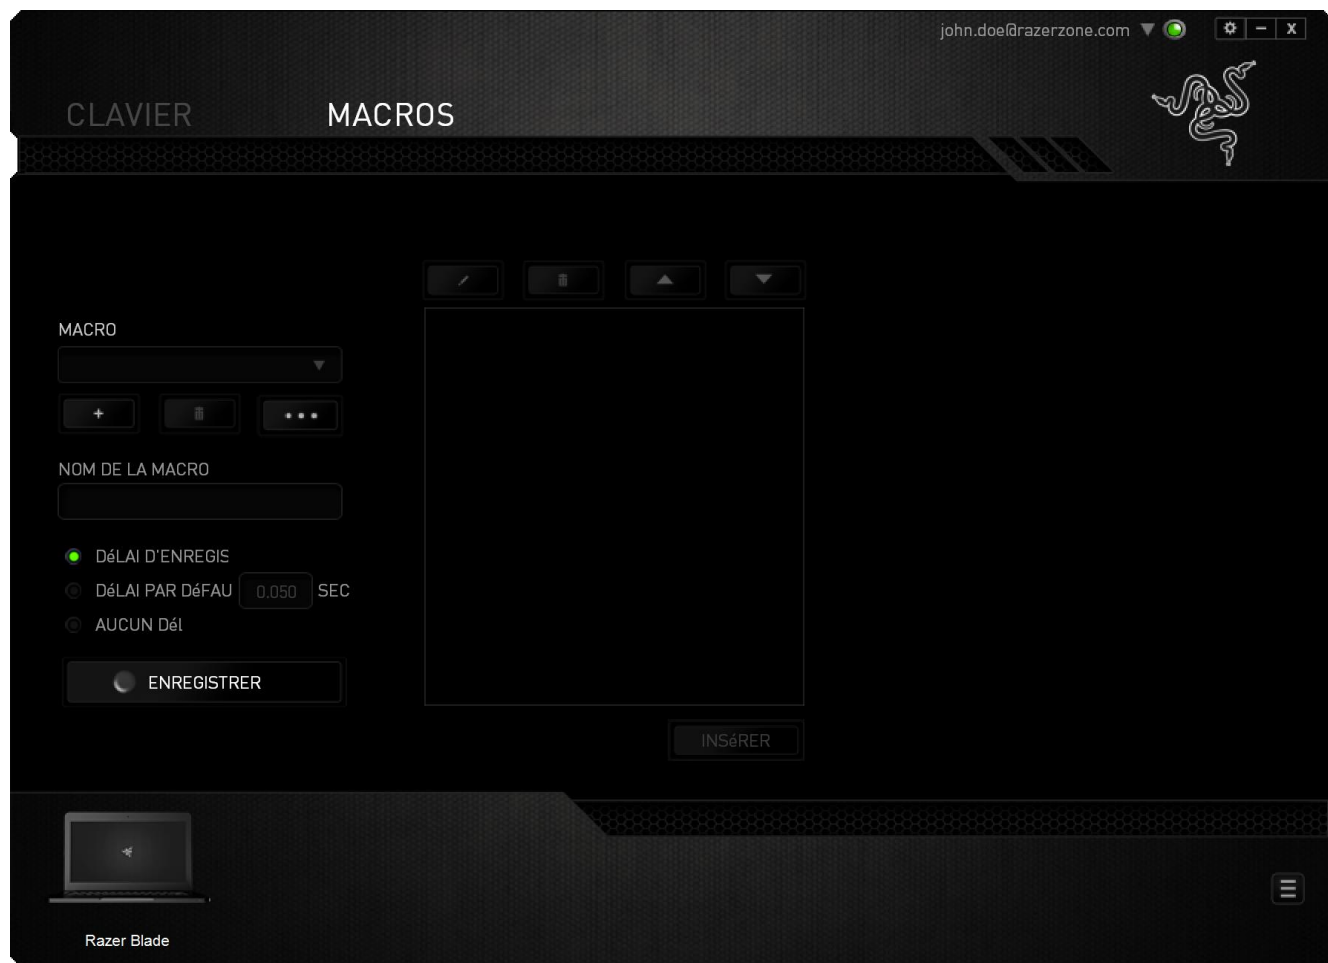 john.doe@razerzone.com
X
CLAVIER
MACROS
MACRO
NOM DE LA MACRO
DéLAI D'ENREGIS
DéLAI PAR DéFAU 0.050 SEC
AUCUN Dél
ENREGISTRER
INSéRER
Razer Blade